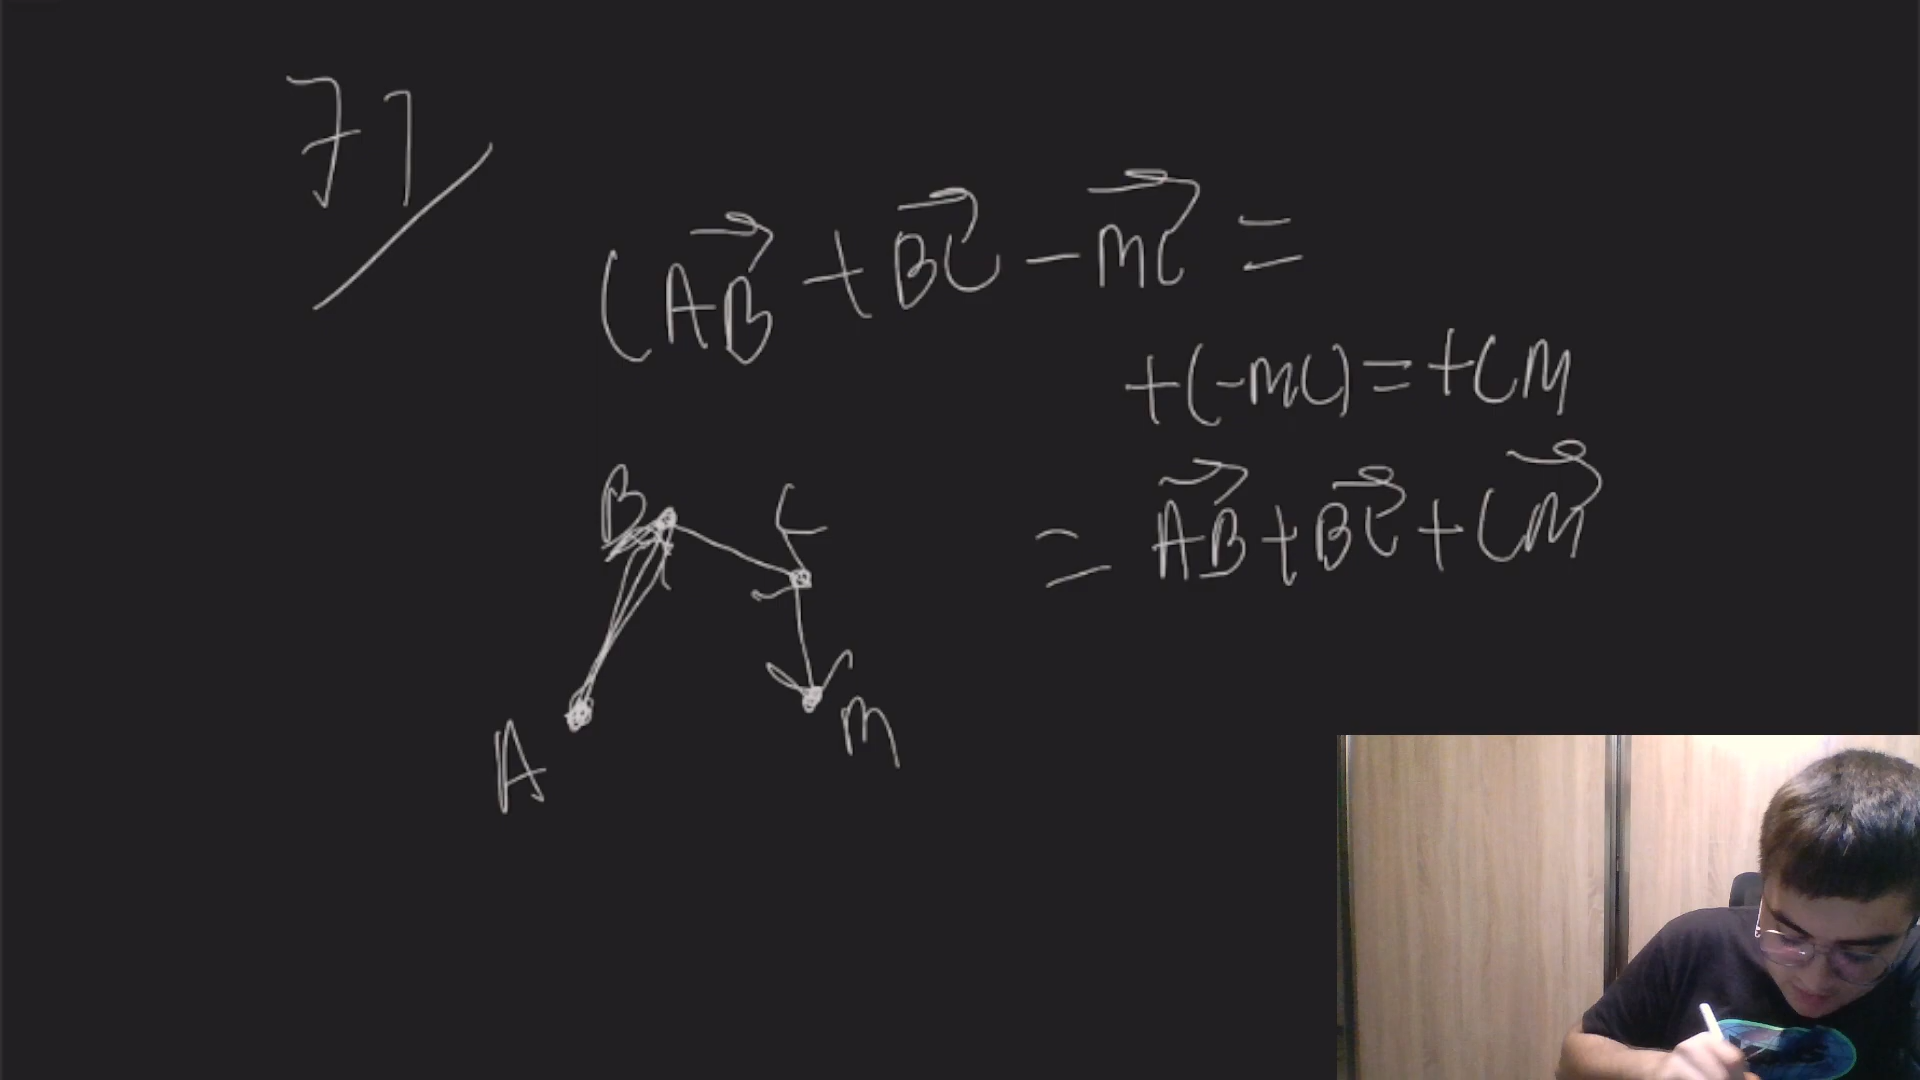 71
(AB + BC - MC =
+(-MC) = +CM
= AB + BC + CM
B
C
A
M